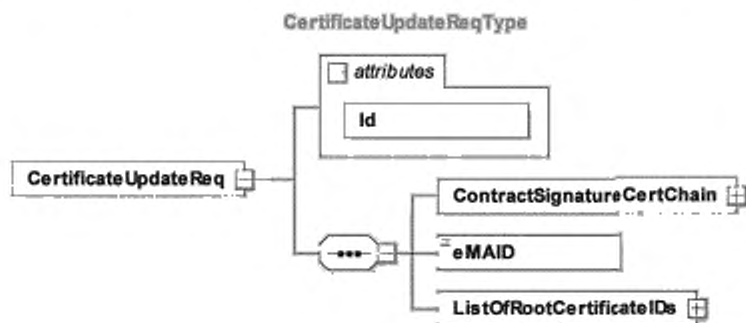 CertificateUpdateReqType
attributes
Id
CertificateUpdateReq
ContractSignatureCertChain
eMAID
ListOfRootCertificateIDs